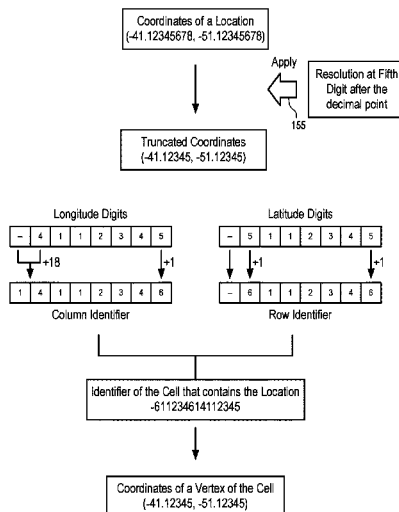 Coordinates of a Location
(-41.12345678, -51.12345678)
Apply
Resolution at Fifth
Digit after the
decimal point
155
Truncated Coordinates
(-41.12345, -51.12345)
Longitude Digits
– 4 1 1 2 3 4 5
+18 +1
1 4 1 1 2 3 4 6
Column Identifier
Latitude Digits
– 5 1 1 2 3 4 5
+1 +1
– 6 1 1 2 3 4 6
Row Identifier
Identifier of the Cell that contains the Location
-611234614112345
Coordinates of a Vertex of the Cell
(-41.12345, -51.12345)